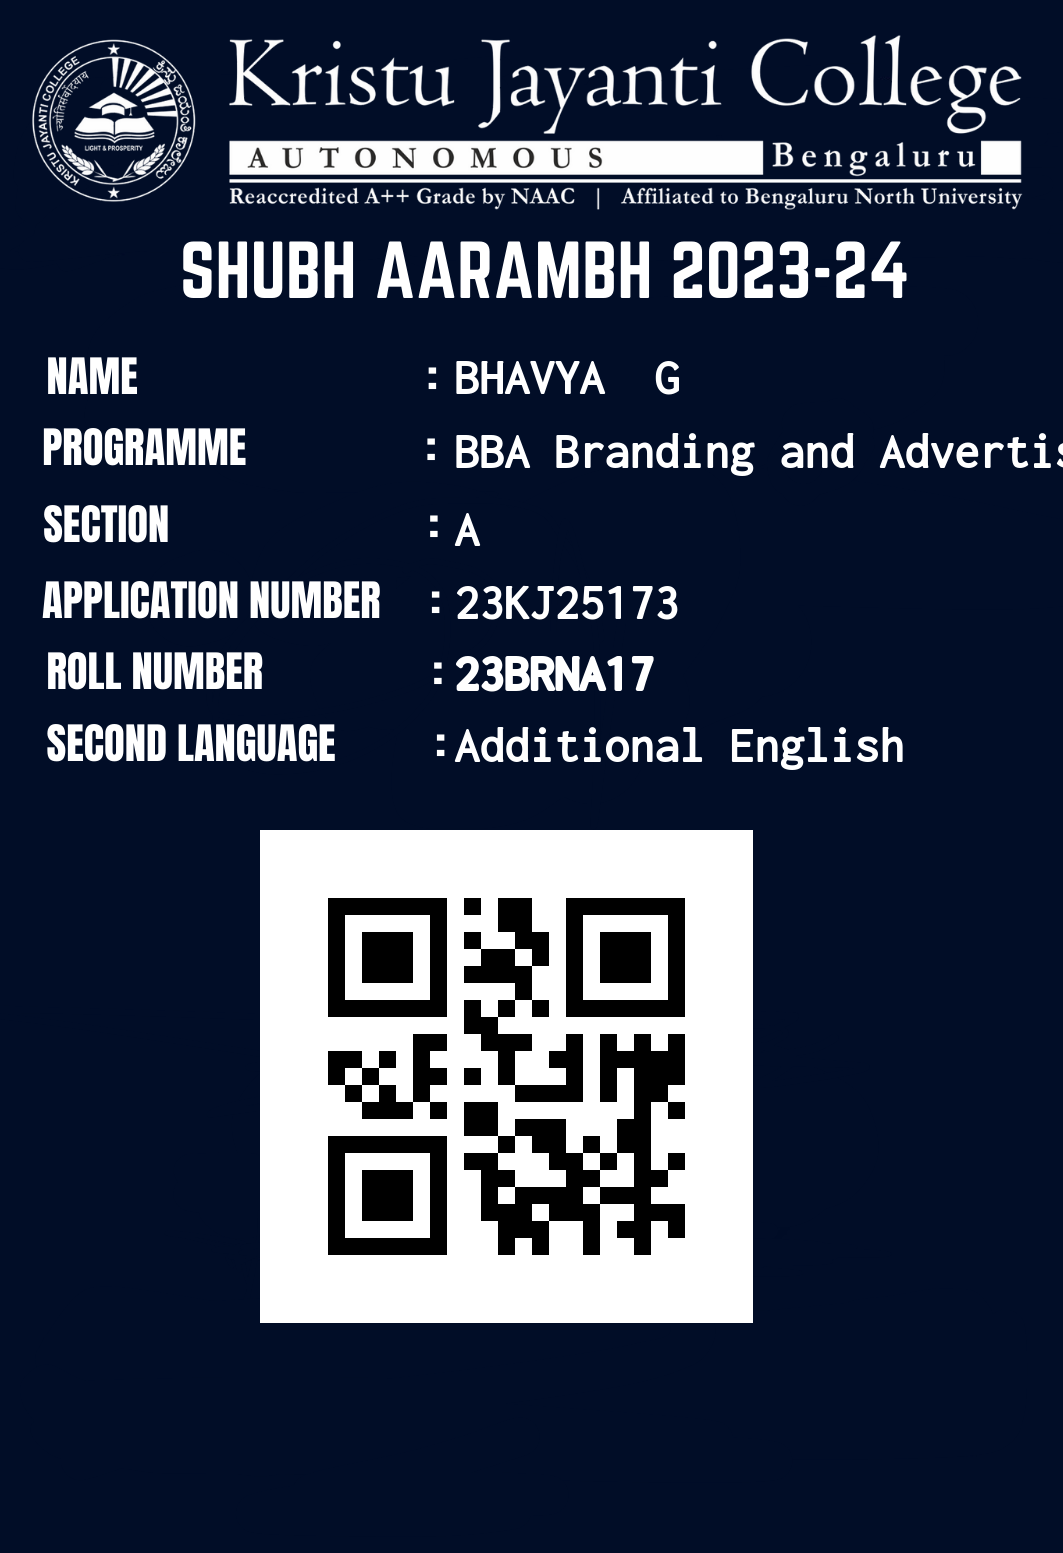 Kristu Jayanti College
AUTONOMOUS Bengaluru
Reaccredited A++ Grade by NAAC | Affiliated to Bengaluru North University
KRISTU JAYANTI COLLEGE
LIGHT & PROSPERITY
SHUBH AARAMBH 2023-24
NAME : BHAVYA G
PROGRAMME : BBA Branding and Advertis
SECTION : A
APPLICATION NUMBER : 23KJ25173
ROLL NUMBER : 23BRNA17
SECOND LANGUAGE : Additional English